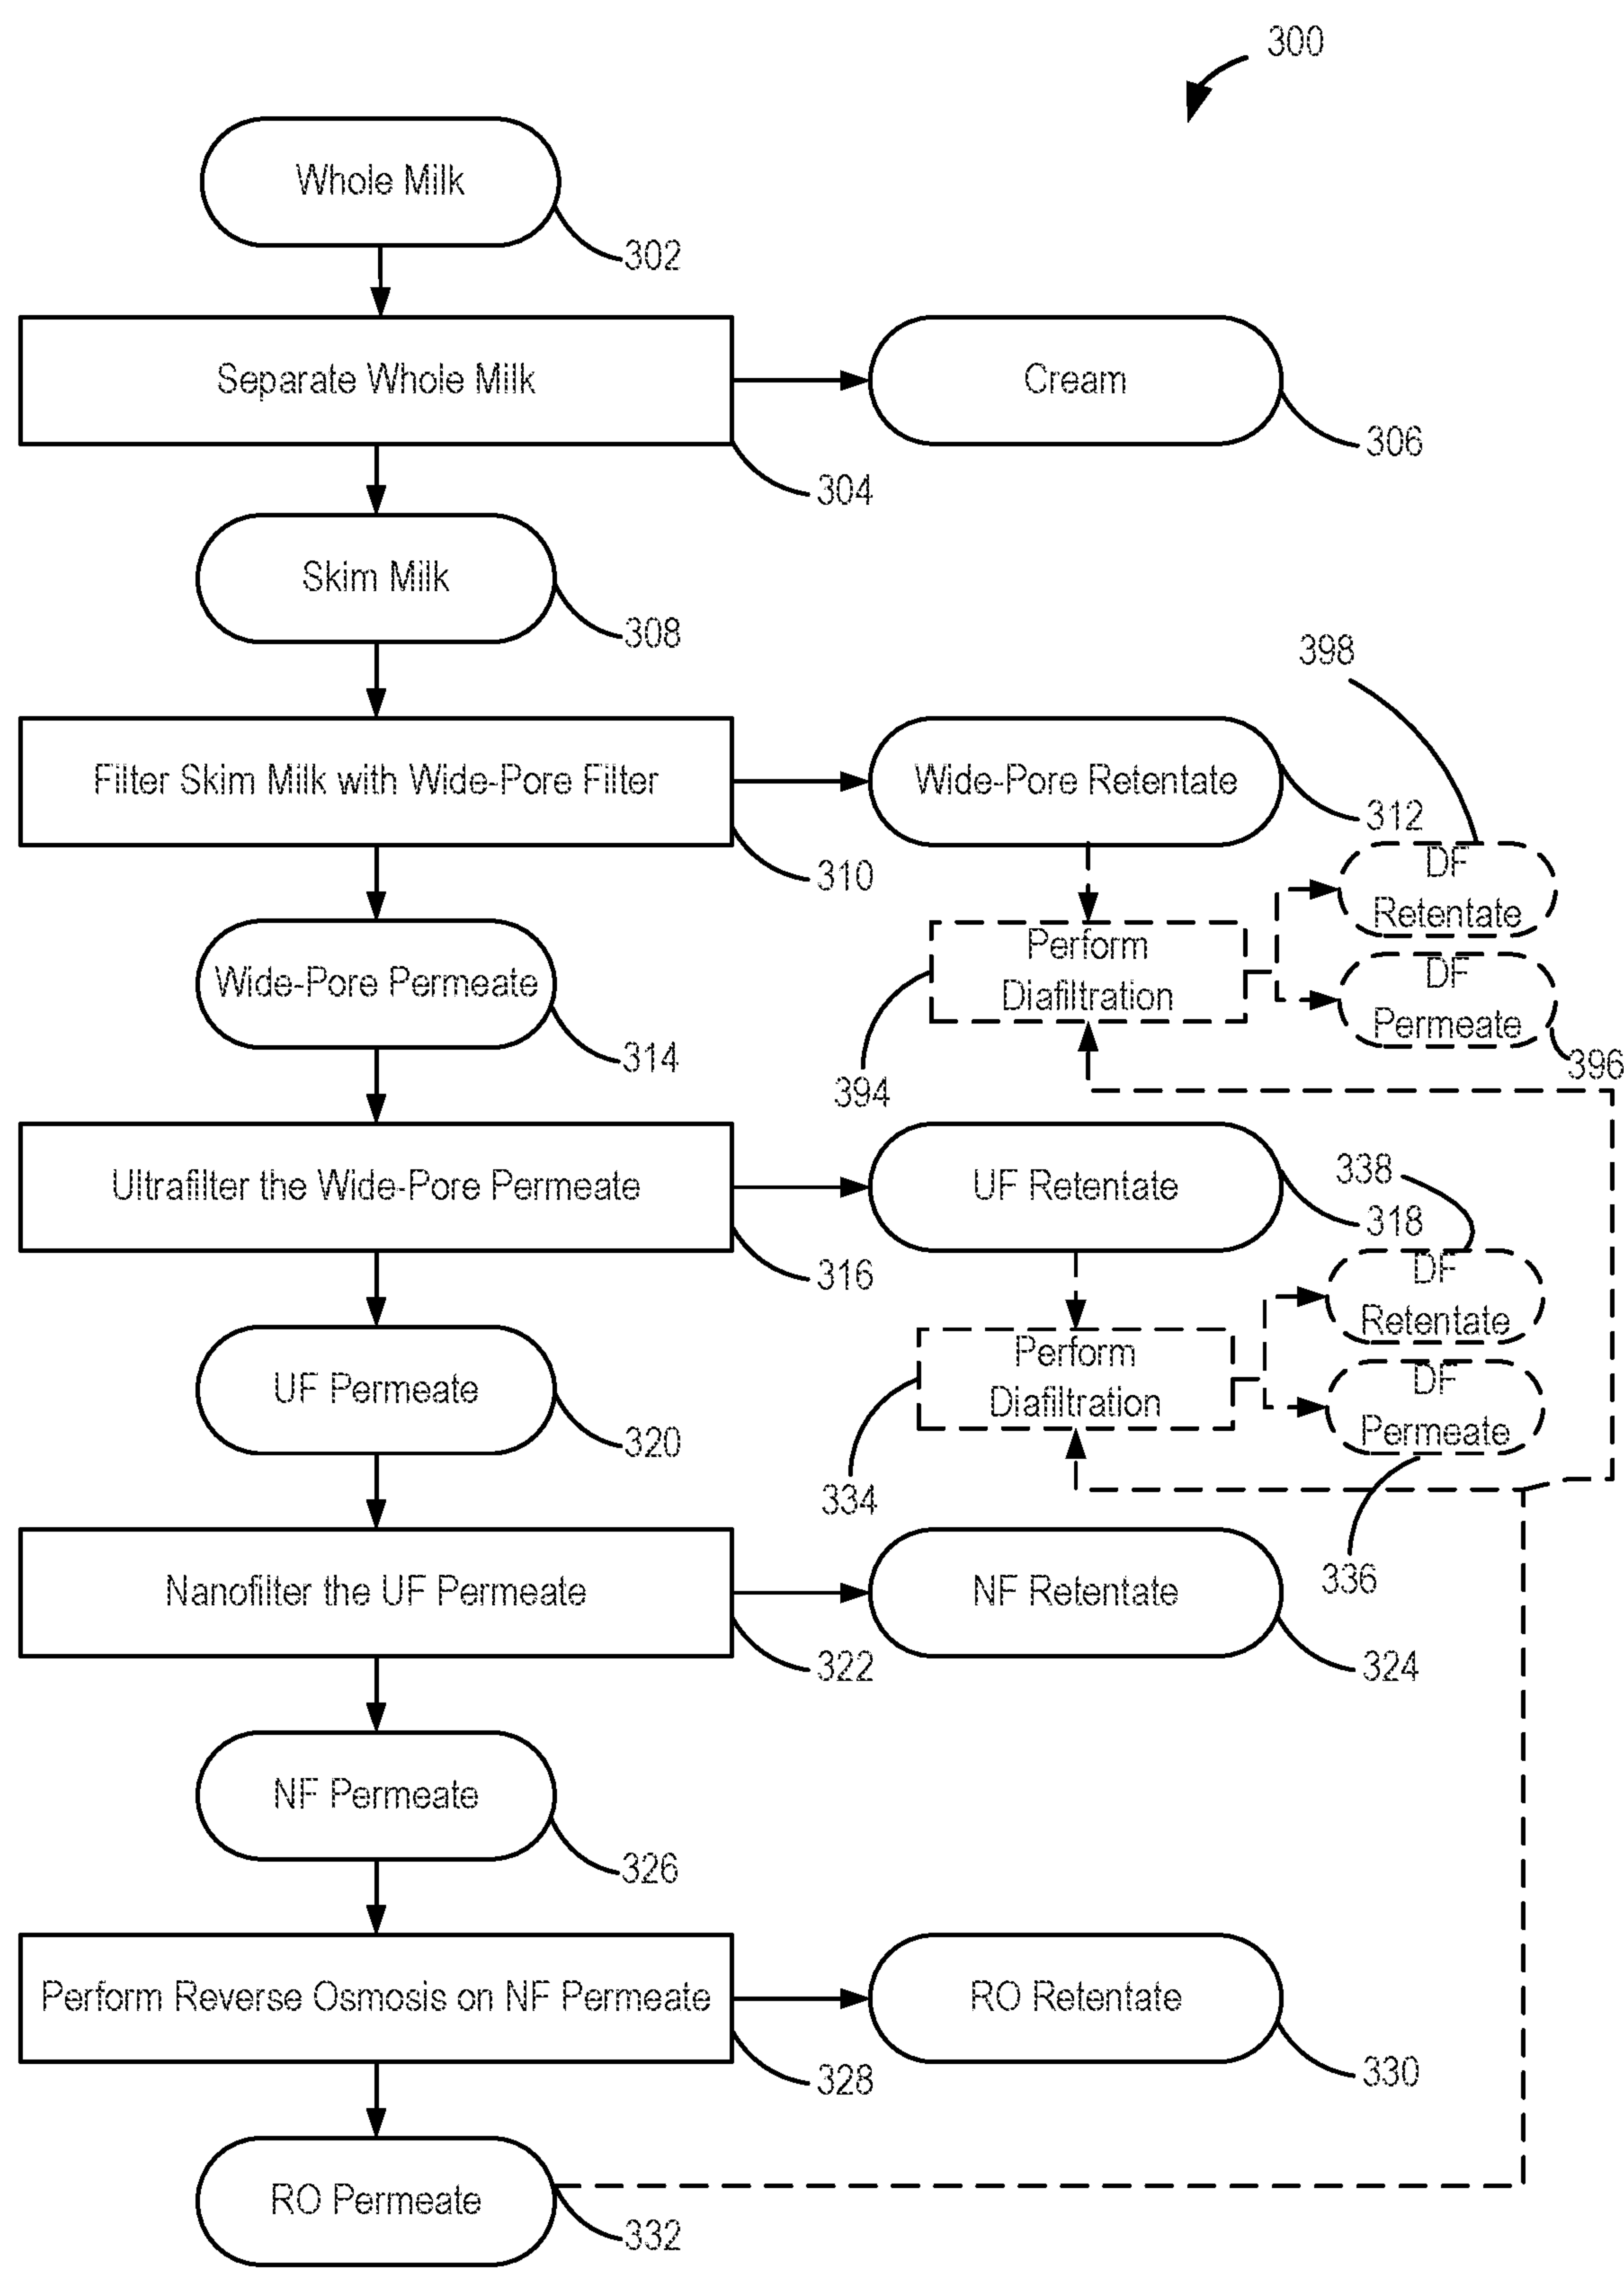 300
Whole Milk
302
Separate Whole Milk
304
Cream
306
Skim Milk
308
Filter Skim Milk with Wide-Pore Filter
310
Wide-Pore Retentate
312
398
DF
Retentate
Perform
Diafiltration
394
DF
Permeate
396
Wide-Pore Permeate
314
Ultrafilter the Wide-Pore Permeate
316
UF Retentate
318
338
DF
Retentate
Perform
Diafiltration
334
DF
Permeate
336
UF Permeate
320
Nanofilter the UF Permeate
322
NF Retentate
324
NF Permeate
326
Perform Reverse Osmosis on NF Permeate
328
RO Retentate
330
RO Permeate
332